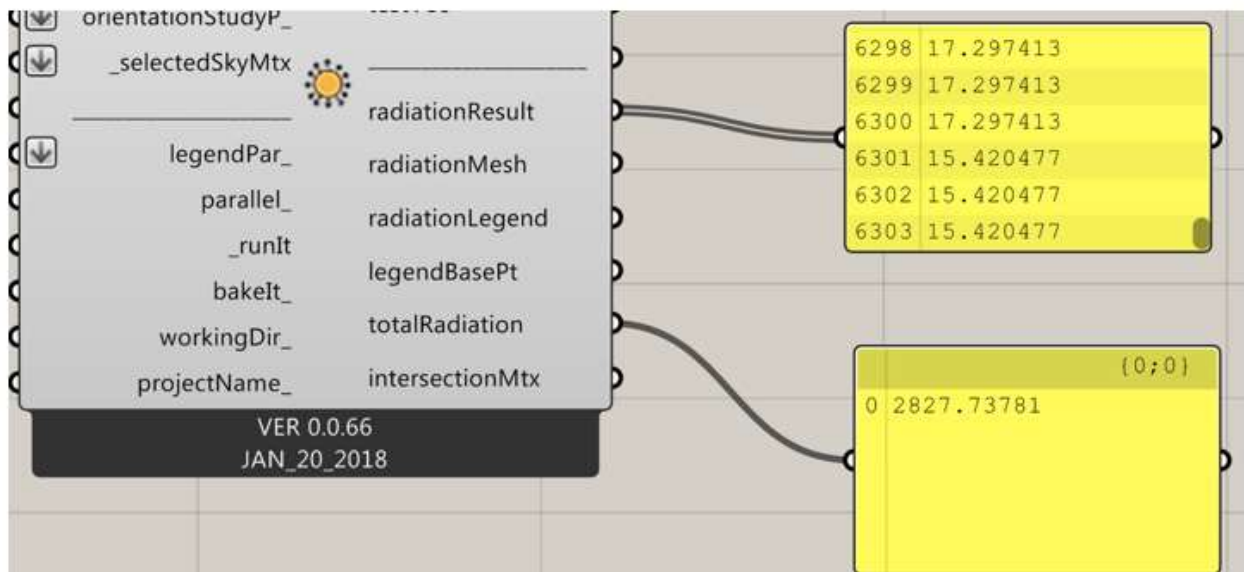 orientationStudyP_
_selectedSkyMtx
legendPar_
parallel_
_runIt
bakeIt_
workingDir_
projectName_
radiationResult
radiationMesh
radiationLegend
legendBasePt
totalRadiation
intersectionMtx
VER 0.0.66
JAN_20_2018
6298 17.297413
6299 17.297413
6300 17.297413
6301 15.420477
6302 15.420477
6303 15.420477
{0;0}
0 2827.73781